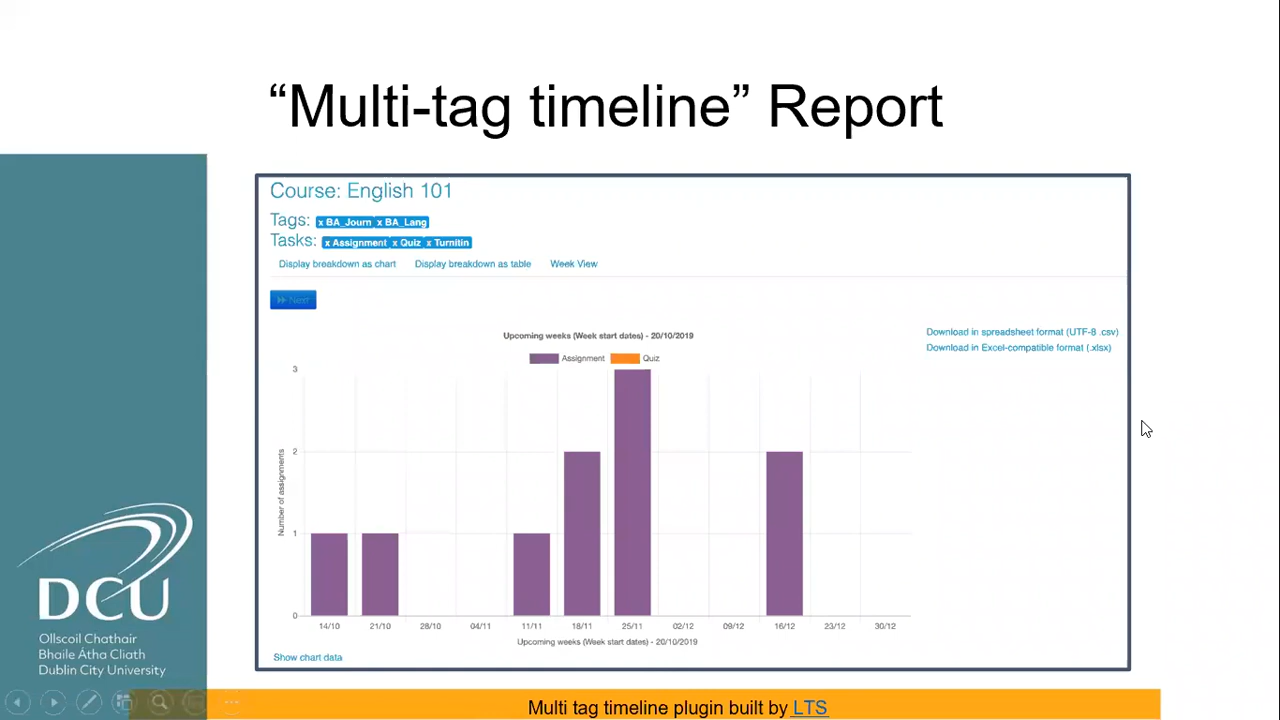 “Multi-tag timeline” Report
Course: English 101
Tags: x BA_Journ x BA_Lang
Tasks: x Assignment x Quiz x Turnitin
Display breakdown as chart Display breakdown as table Week View
Next
Download in spreadsheet format (UTF-8 .csv)
Download in Excel-compatible format (.xlsx)
Upcoming weeks (Week start dates) - 20/10/2019
Assignment Quiz
Number of assignments
3
2
1
0
14/10 21/10 28/10 04/11 11/11 18/11 25/11 02/12 09/12 16/12 23/12 30/12
Upcoming weeks (Week start dates) - 20/10/2019
Show chart data
DCU
Ollscoil Chathair
Bhaile Átha Cliath
Dublin City University
Multi tag timeline plugin built by LTS